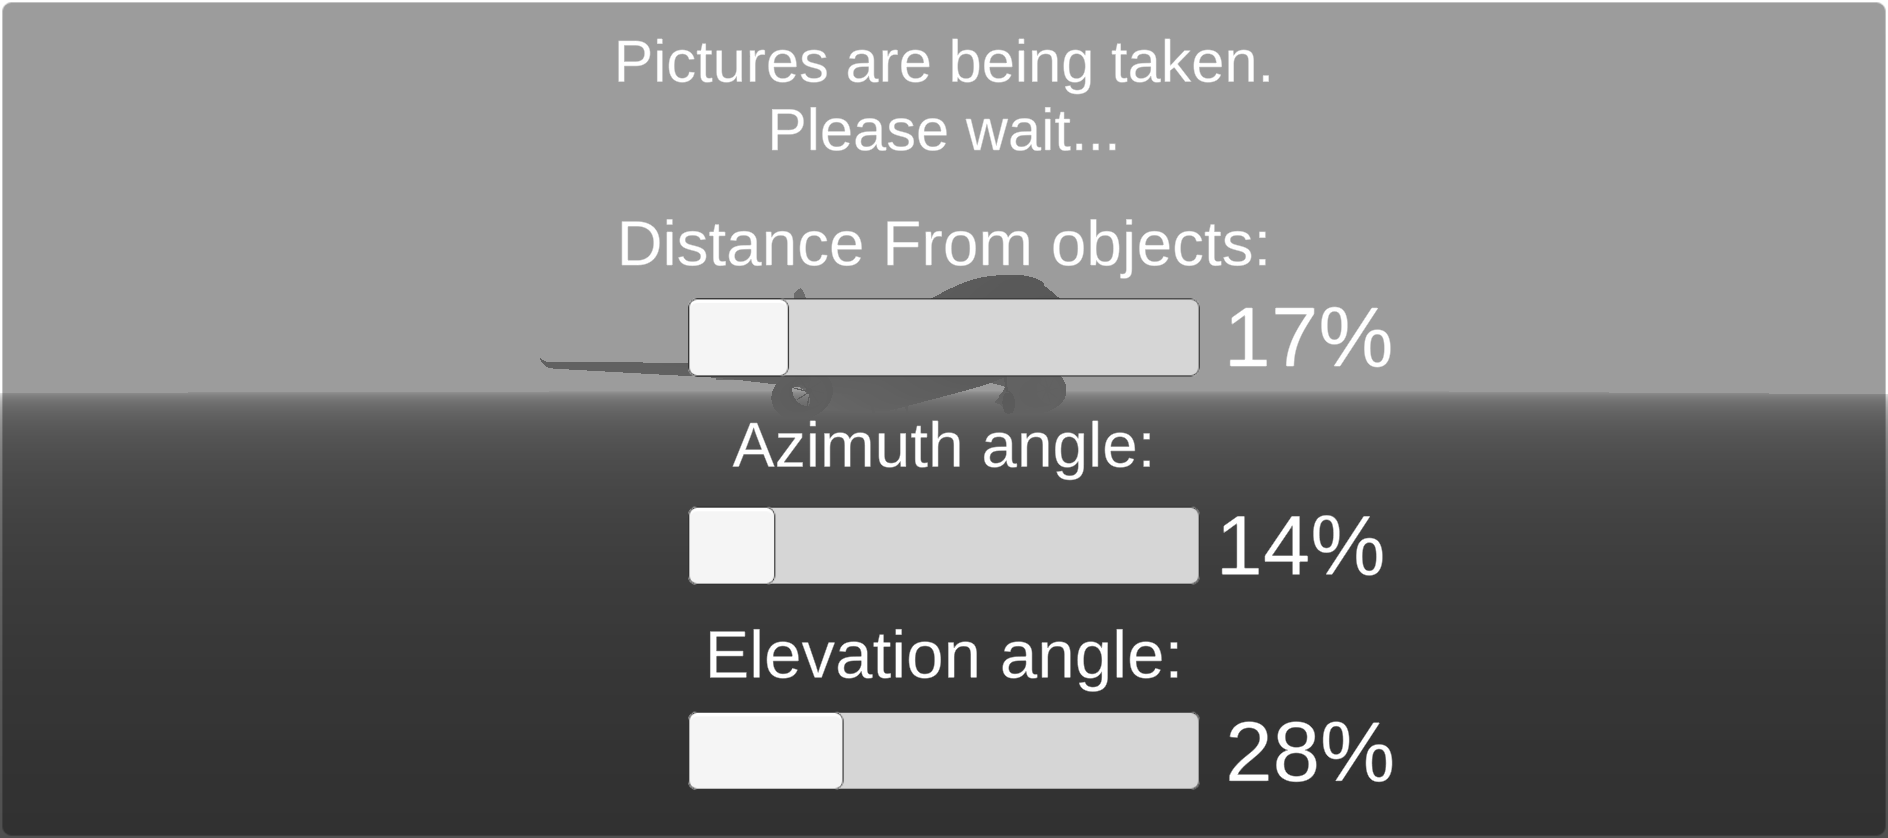 Pictures are being taken.
Please wait...
Distance From objects:
17%
Azimuth angle:
14%
Elevation angle:
28%